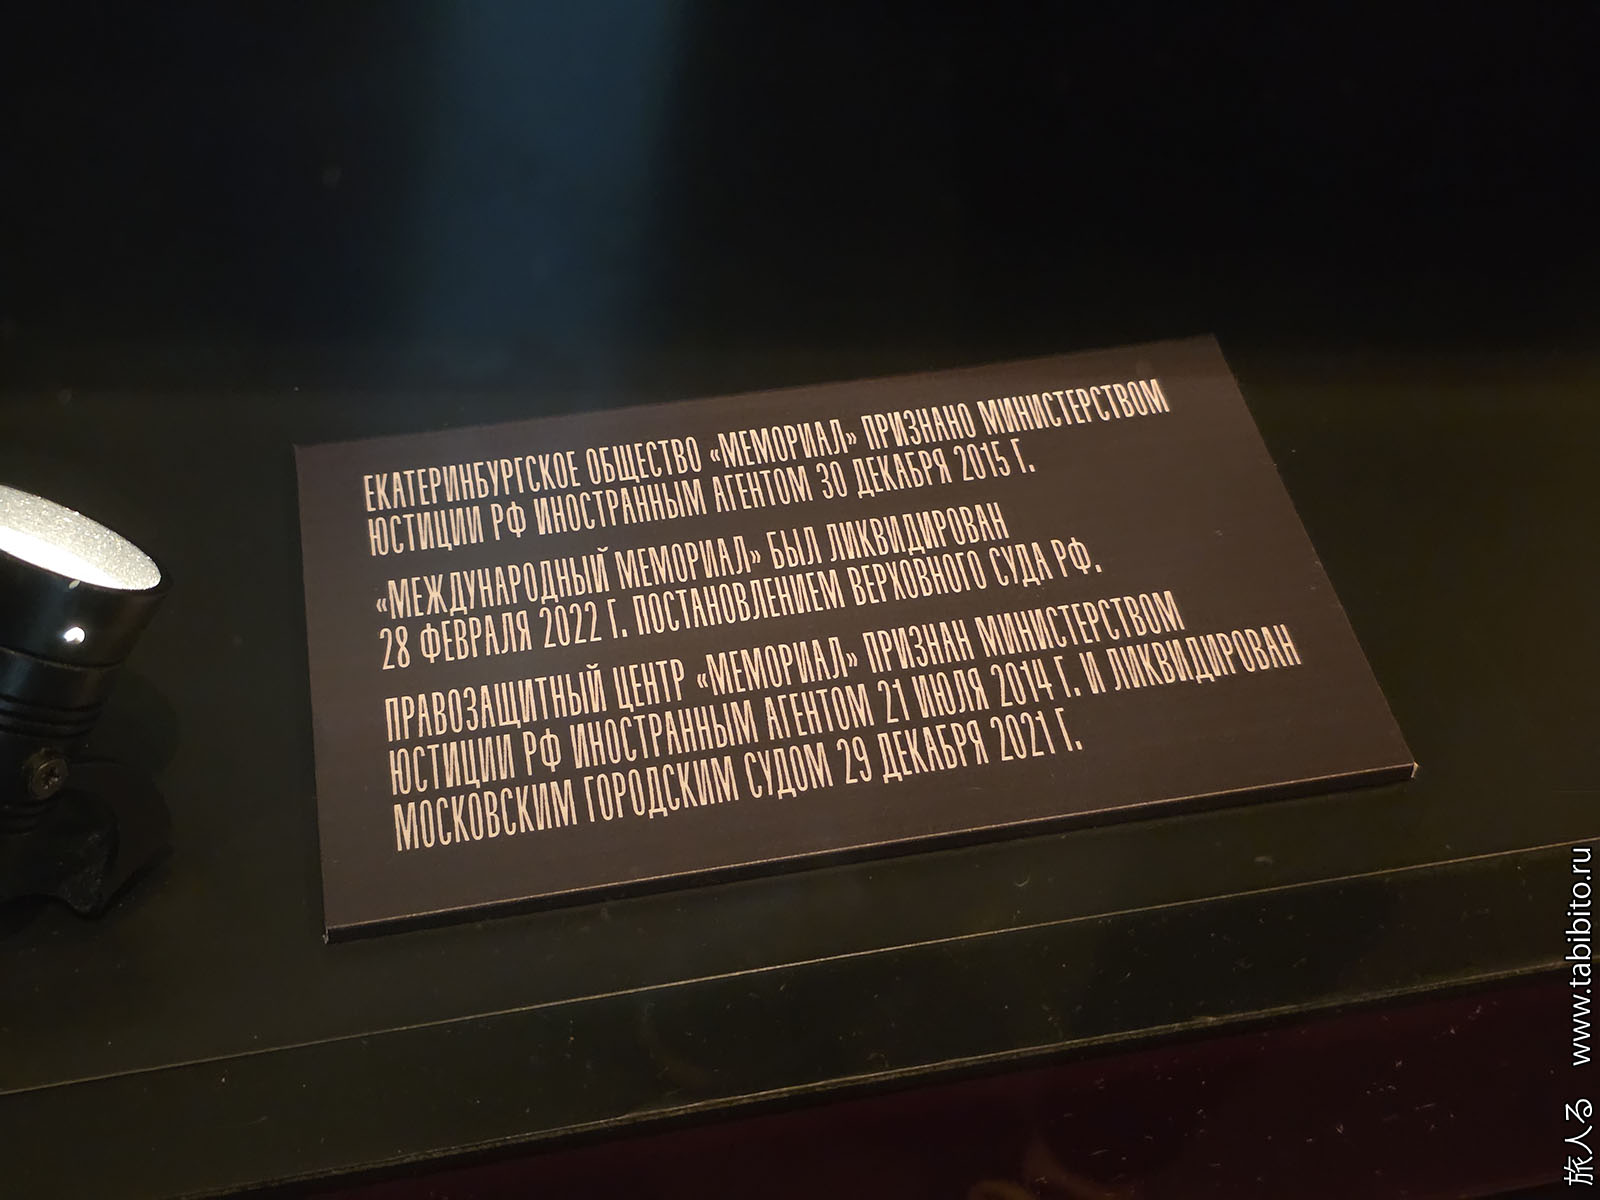 ЕКАТЕРИНБУРГСКОЕ ОБЩЕСТВО «МЕМОРИАЛ» ПРИЗНАНО МИНИСТЕРСТВОМ
ЮСТИЦИИ РФ ИНОСТРАННЫМ АГЕНТОМ 30 ДЕКАБРЯ 2015 Г.
«МЕЖДУНАРОДНЫЙ МЕМОРИАЛ» БЫЛ ЛИКВИДИРОВАН
28 ФЕВРАЛЯ 2022 Г. ПОСТАНОВЛЕНИЕМ ВЕРХОВНОГО СУДА РФ.
ПРАВОЗАЩИТНЫЙ ЦЕНТР «МЕМОРИАЛ» ПРИЗНАН МИНИСТЕРСТВОМ
ЮСТИЦИИ РФ ИНОСТРАННЫМ АГЕНТОМ 21 ИЮЛЯ 2014 Г. И ЛИКВИДИРОВАН
МОСКОВСКИМ ГОРОДСКИМ СУДОМ 29 ДЕКАБРЯ 2021 Г.
旅人る www.tabibito.ru